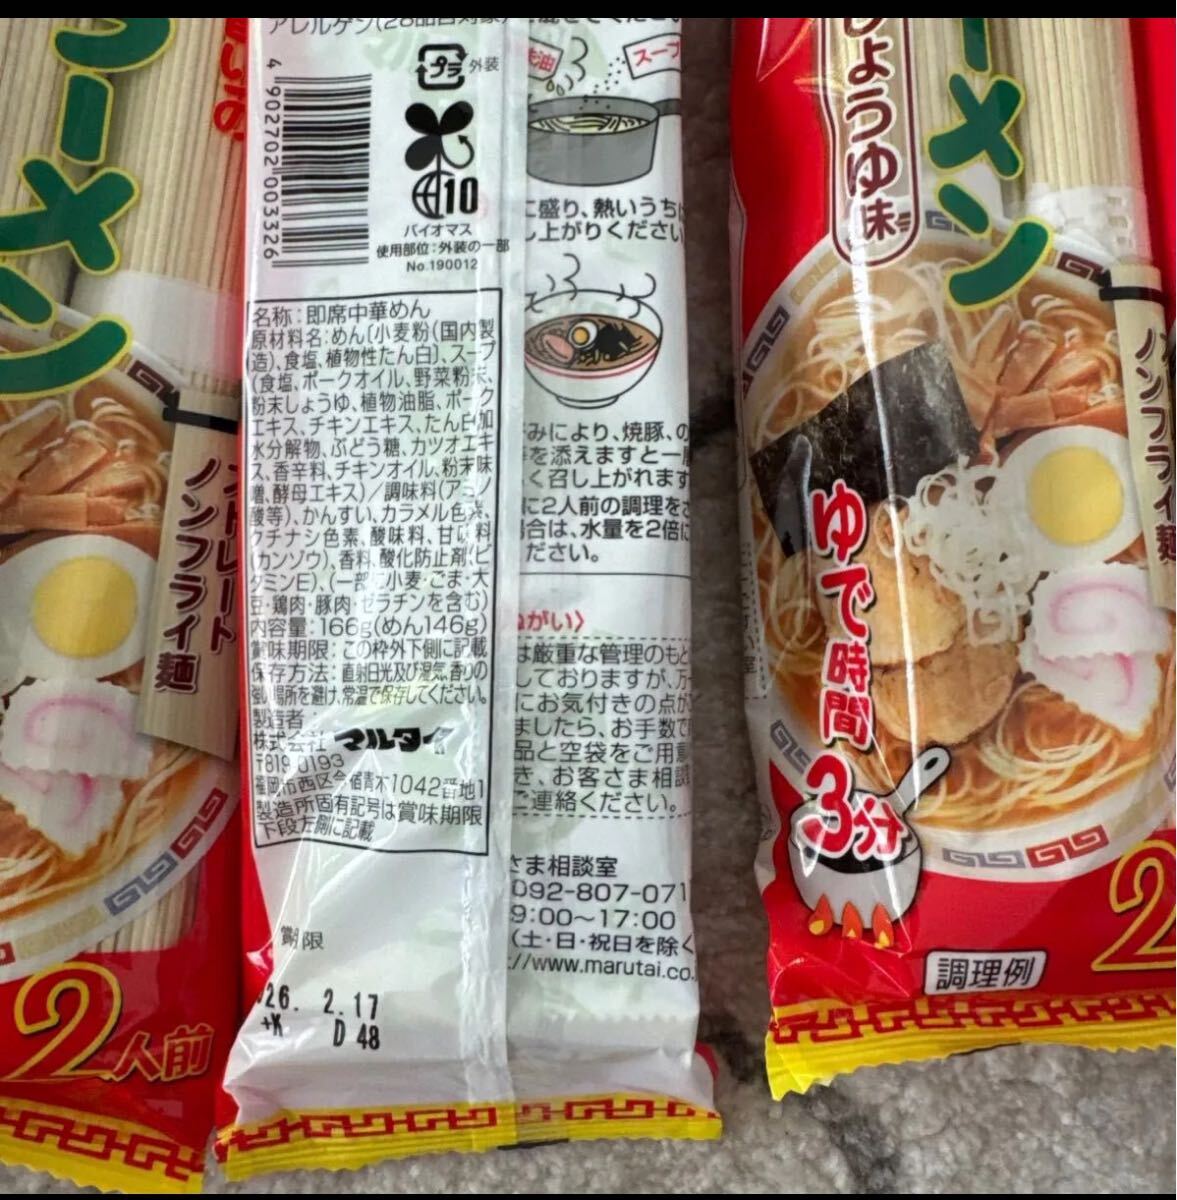 ラーメン
ストレート
ノンフライ麺
2人前
アレルゲン(28品目対象)
プラ
外装
4 902702 003326
10
バイオマス
使用部位:外装の一部
No.190012
名称:即席中華めん
原材料名:めん〔小麦粉(国内製
造)、食塩、植物性たん白〕、スープ
(食塩、ポークオイル、野菜粉末、
粉末しょうゆ、植物油脂、ポーク
エキス、チキンエキス、たん白加
水分解物、ぶどう糖、カツオエキ
ス、香辛料、チキンオイル、粉末味
噌、酵母エキス)/調味料(アミノ
酸等)、かんすい、カラメル色素、
クチナシ色素、酸味料、甘味料
(カンゾウ)、香料、酸化防止剤(ビ
タミンE)、(一部に小麦・ごま・大
豆・鶏肉・豚肉・ゼラチンを含む)
内容量:166g(めん146g)
賞味期限:この枠外下側に記載
保存方法:直射日光及び湿気、香りの
強い場所を避け、常温で保存してください。
製造者:
株式会社 マルタイ
〒819-0193
福岡市西区今宿青木1042番地1
製造所固有記号は賞味期限
下段左側に記載
期限
26. 2.17
+K D 48
スープ
に盛り、熱いうちに
し上がりください
みにより、焼豚、の
を添えますと一層
く召し上がれます
に2人前の調理をさ
合は、水量を2倍に
ださい。
ねがい〉
は厳重な管理のもと
しておりますが、万一
にお気付きの点が
ましたら、お手数で
品と空袋をご用意
き、お客さま相談
ご連絡ください。
さま相談室
092-807-071
9:00〜17:00
(土・日・祝日を除く
://www.marutai.co.
しょうゆ味
ーメン
ノンフライ麺
ゆで時間
3分
調理例
2